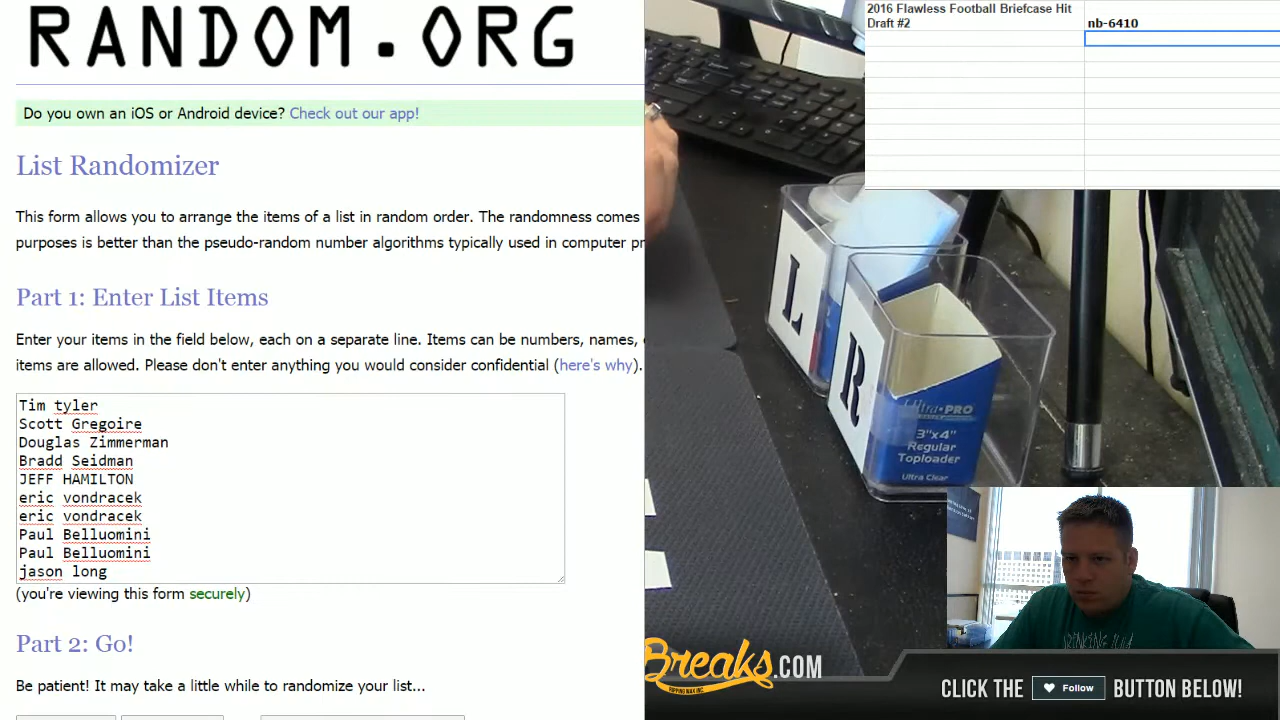 RANDOM.ORG
Do you own an iOS or Android device? Check out our app!
List Randomizer
This form allows you to arrange the items of a list in random order. The randomness comes
purposes is better than the pseudo-random number algorithms typically used in computer pr
Part 1: Enter List Items
Enter your items in the field below, each on a separate line. Items can be numbers, names,
items are allowed. Please don't enter anything you would consider confidential (here's why).
Tim tyler
Scott Gregoire
Douglas Zimmerman
Bradd Seidman
JEFF HAMILTON
eric vondracek
eric vondracek
Paul Belluomini
Paul Belluomini
jason long
(you're viewing this form securely)
Part 2: Go!
Be patient! It may take a little while to randomize your list...
2016 Flawless Football Briefcase Hit
Draft #2
nb-6410
L
R
Ultra•PRO
3"x4"
Regular
Toploader
Ultra Clear
Breaks.COM
CLICK THE Follow BUTTON BELOW!